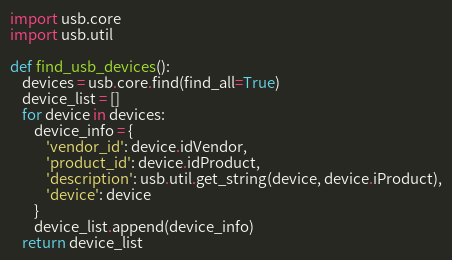 import usb.core
import usb.util

def find_usb_devices():
    devices = usb.core.find(find_all=True)
    device_list = []
    for device in devices:
        device_info = {
            'vendor_id': device.idVendor,
            'product_id': device.idProduct,
            'description': usb.util.get_string(device, device.iProduct),
            'device': device
        }
        device_list.append(device_info)
    return device_list